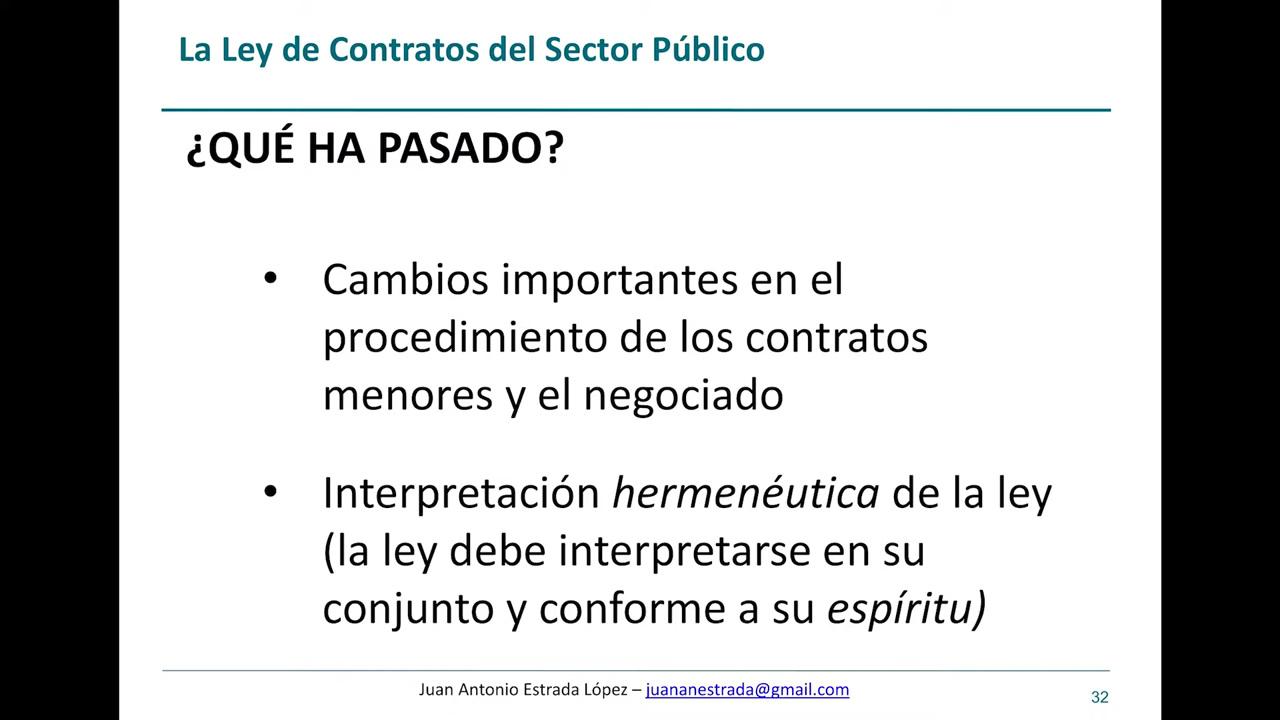 La Ley de Contratos del Sector Público
¿QUÉ HA PASADO?
• Cambios importantes en el
procedimiento de los contratos
menores y el negociado
• Interpretación hermenéutica de la ley
(la ley debe interpretarse en su
conjunto y conforme a su espíritu)
Juan Antonio Estrada López – juananestrada@gmail.com
32